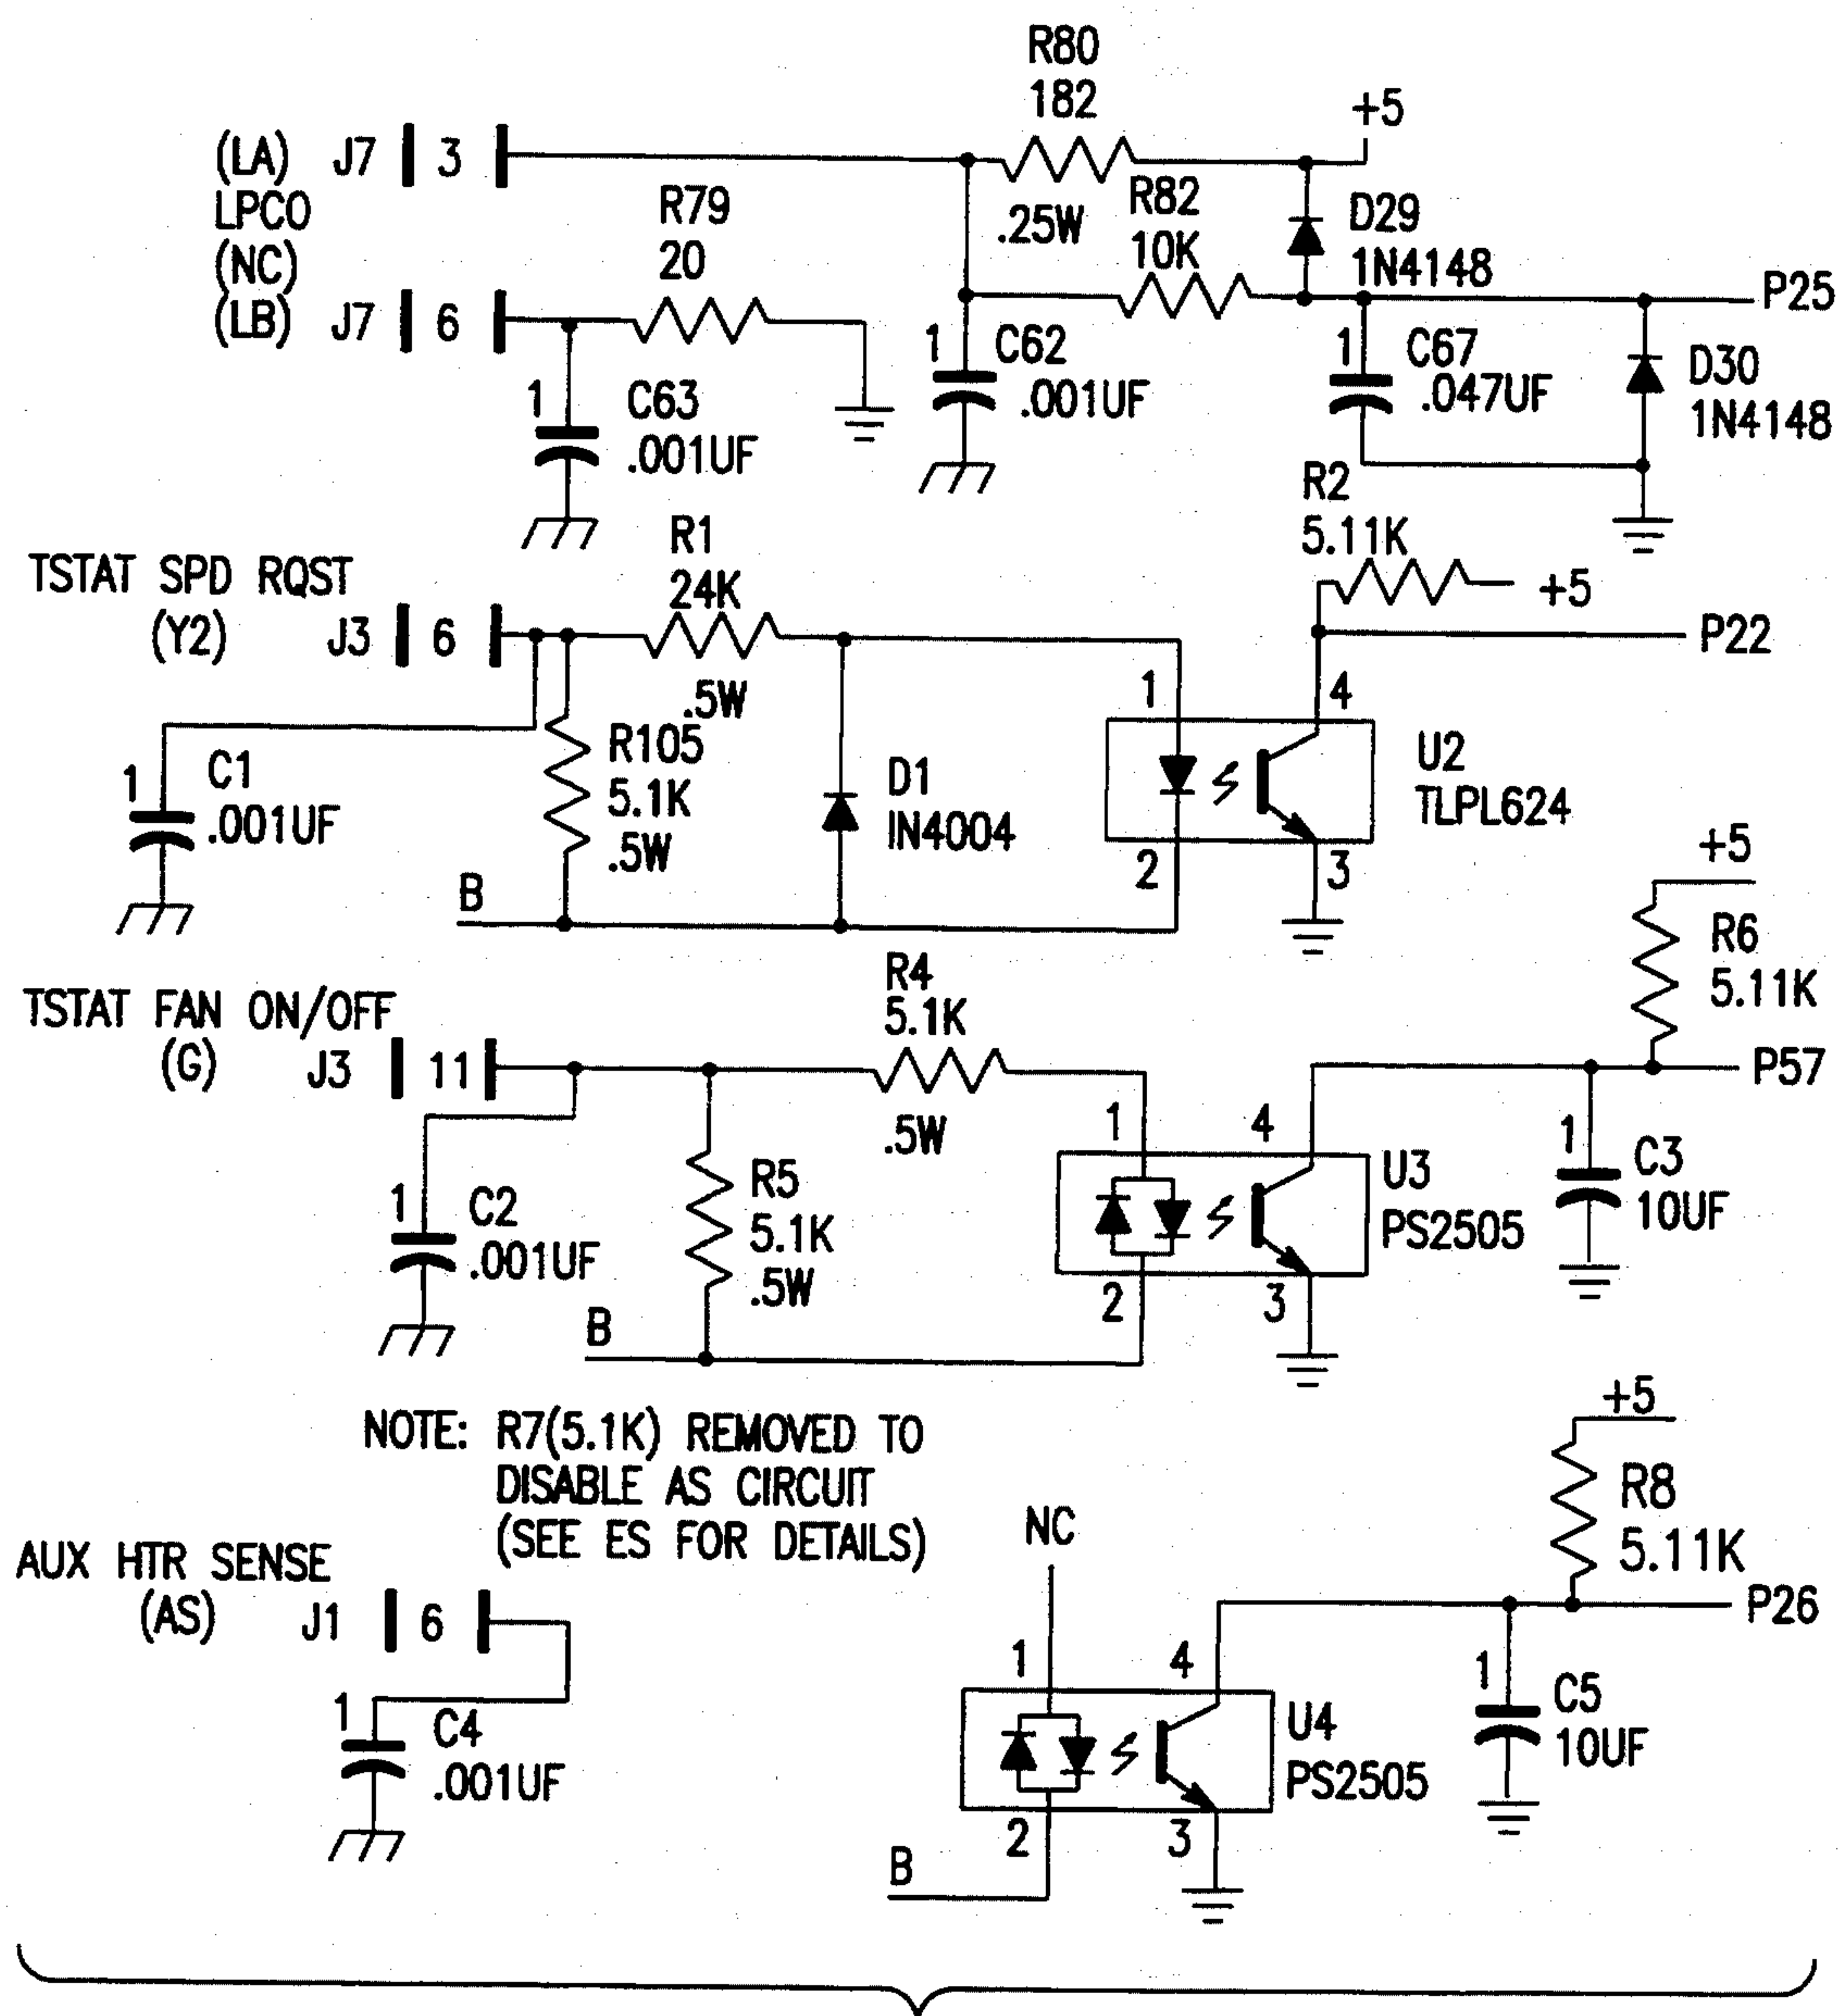 R80
182
+5
(LA) J7 3
LPCO
(NC)
(LB) J7 6
R79
20
.25W
R82
10K
D29
1N4148
P25
1 C62
.001UF
1 C67
.047UF
D30
1N4148
1 C63
.001UF
R2
5.11K
+5
TSTAT SPD RQST
(Y2) J3 6
R1
24K
.5W
P22
1 4
1 C1
.001UF
R105
5.1K
.5W
D1
IN4004
U2
TLPL624
2 3
B
+5
R6
5.11K
TSTAT FAN ON/OFF
(G) J3 11
R4
5.1K
.5W
P57
1 4
1 C2
.001UF
R5
5.1K
.5W
U3
PS2505
1 C3
10UF
2 3
B
NOTE: R7(5.1K) REMOVED TO
DISABLE AS CIRCUIT
(SEE ES FOR DETAILS)
NC
+5
R8
5.11K
AUX HTR SENSE
(AS) J1 6
P26
1 4
1 C4
.001UF
U4
PS2505
1 C5
10UF
2 3
B